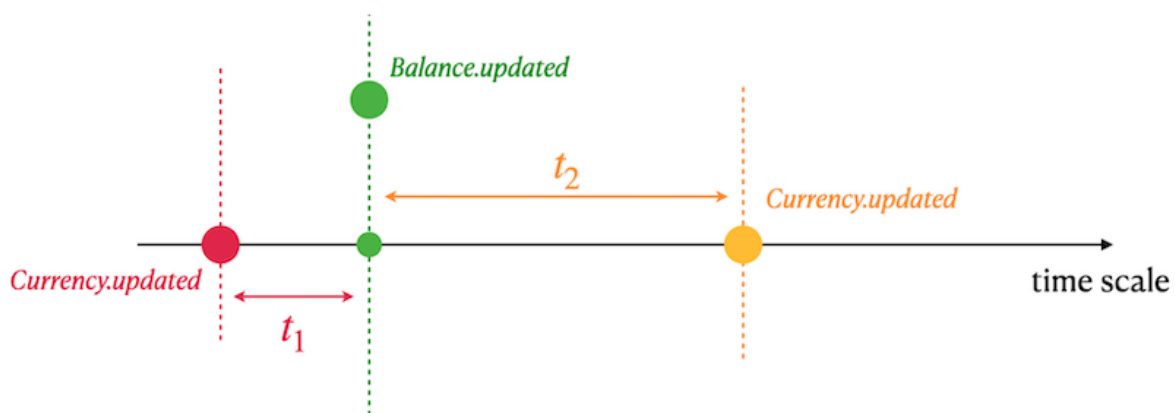 Balance.updated
t2
Currency.updated
Currency.updated
time scale
t1